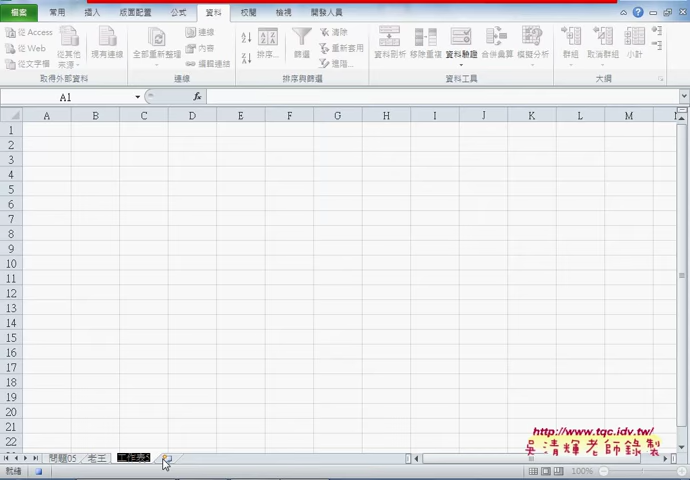 檔案 常用 插入 版面配置 公式 資料 校閱 檢視 開發人員
從 Access
從 Web
從文字檔
從其他來源
現有連線
取得外部資料
全部重新整理
連線
內容
編輯連結
連線
排序...
篩選
清除
重新套用
進階...
排序與篩選
資料剖析 移除重複 資料驗證 合併彙算 模擬分析
資料工具
群組 取消群組 小計
大綱
A1 fx
A B C D E F G H I J K L M
1
2
3
4
5
6
7
8
9
10
11
12
13
14
15
16
17
18
19
20
21
22
http://www.tqc.idv.tw/
吳清輝老師錄製
問題05 老王 工作表5
就緒 100%